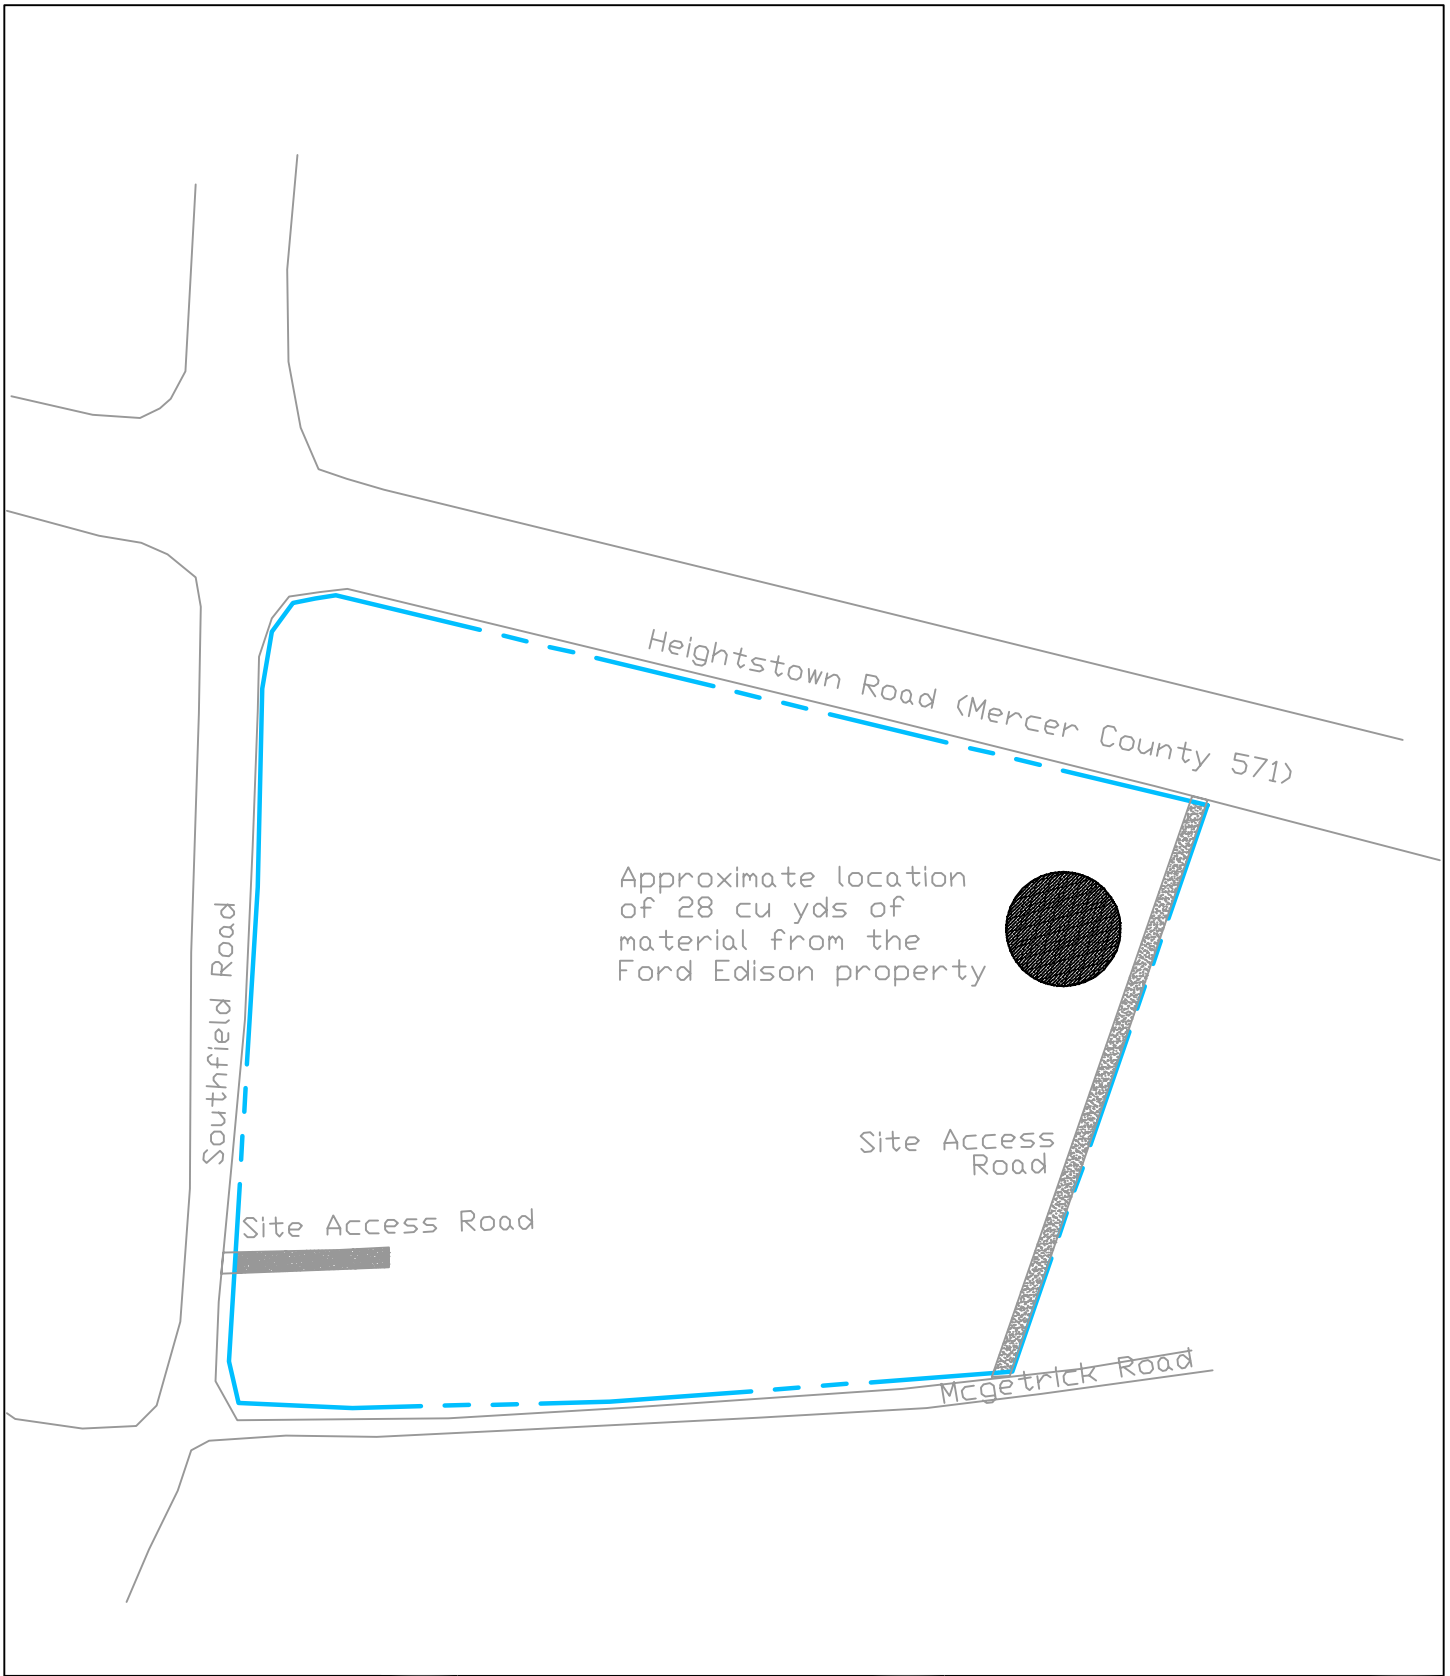 Heightstown Road (Mercer County 571)
Approximate location
of 28 cu yds of
material from the
Ford Edison property
Southfield Road
Site Access
Road
Site Access Road
Mcgetrick Road